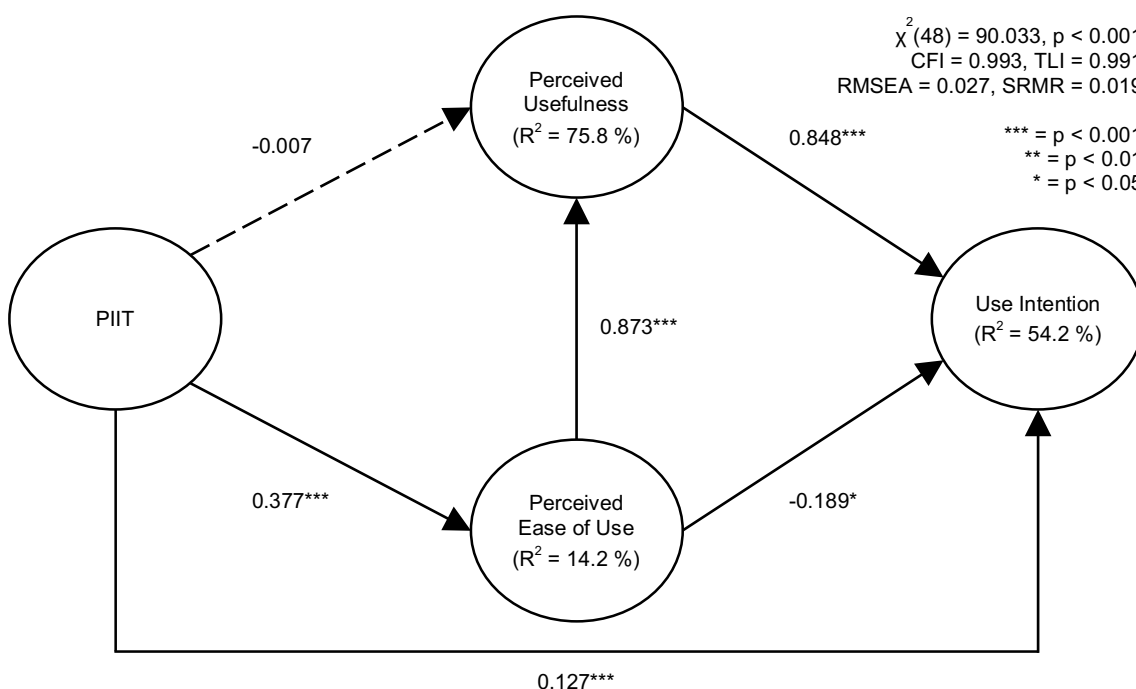 χ²(48) = 90.033, p < 0.001
CFI = 0.993, TLI = 0.991
RMSEA = 0.027, SRMR = 0.019
*** = p < 0.001
** = p < 0.01
* = p < 0.05
Perceived
Usefulness
(R² = 75.8 %)
-0.007
0.848***
PIIT
0.873***
Use Intention
(R² = 54.2 %)
0.377***
Perceived
Ease of Use
(R² = 14.2 %)
-0.189*
0.127***